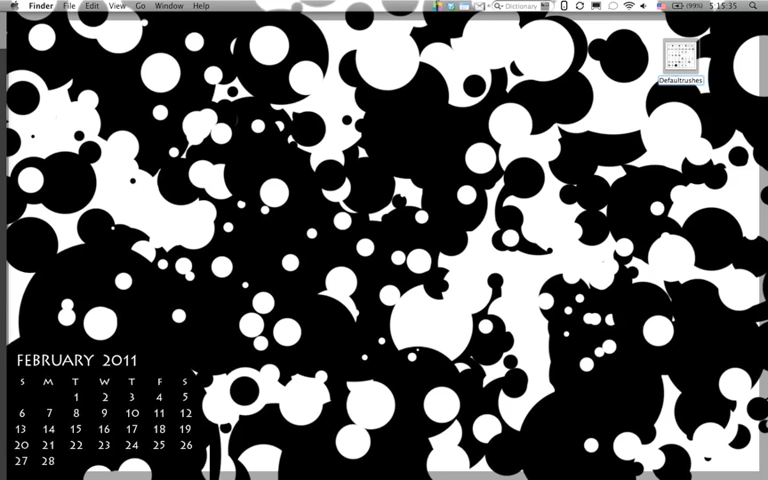 Finder File Edit View Go Window Help Dictionary (99%) 5:15:35
Defaultrushes
FEBRUARY 2011
S M T W T F S
1 2 3 4 5
6 7 8 9 10 11 12
13 14 15 16 17 18 19
20 21 22 23 24 25 26
27 28